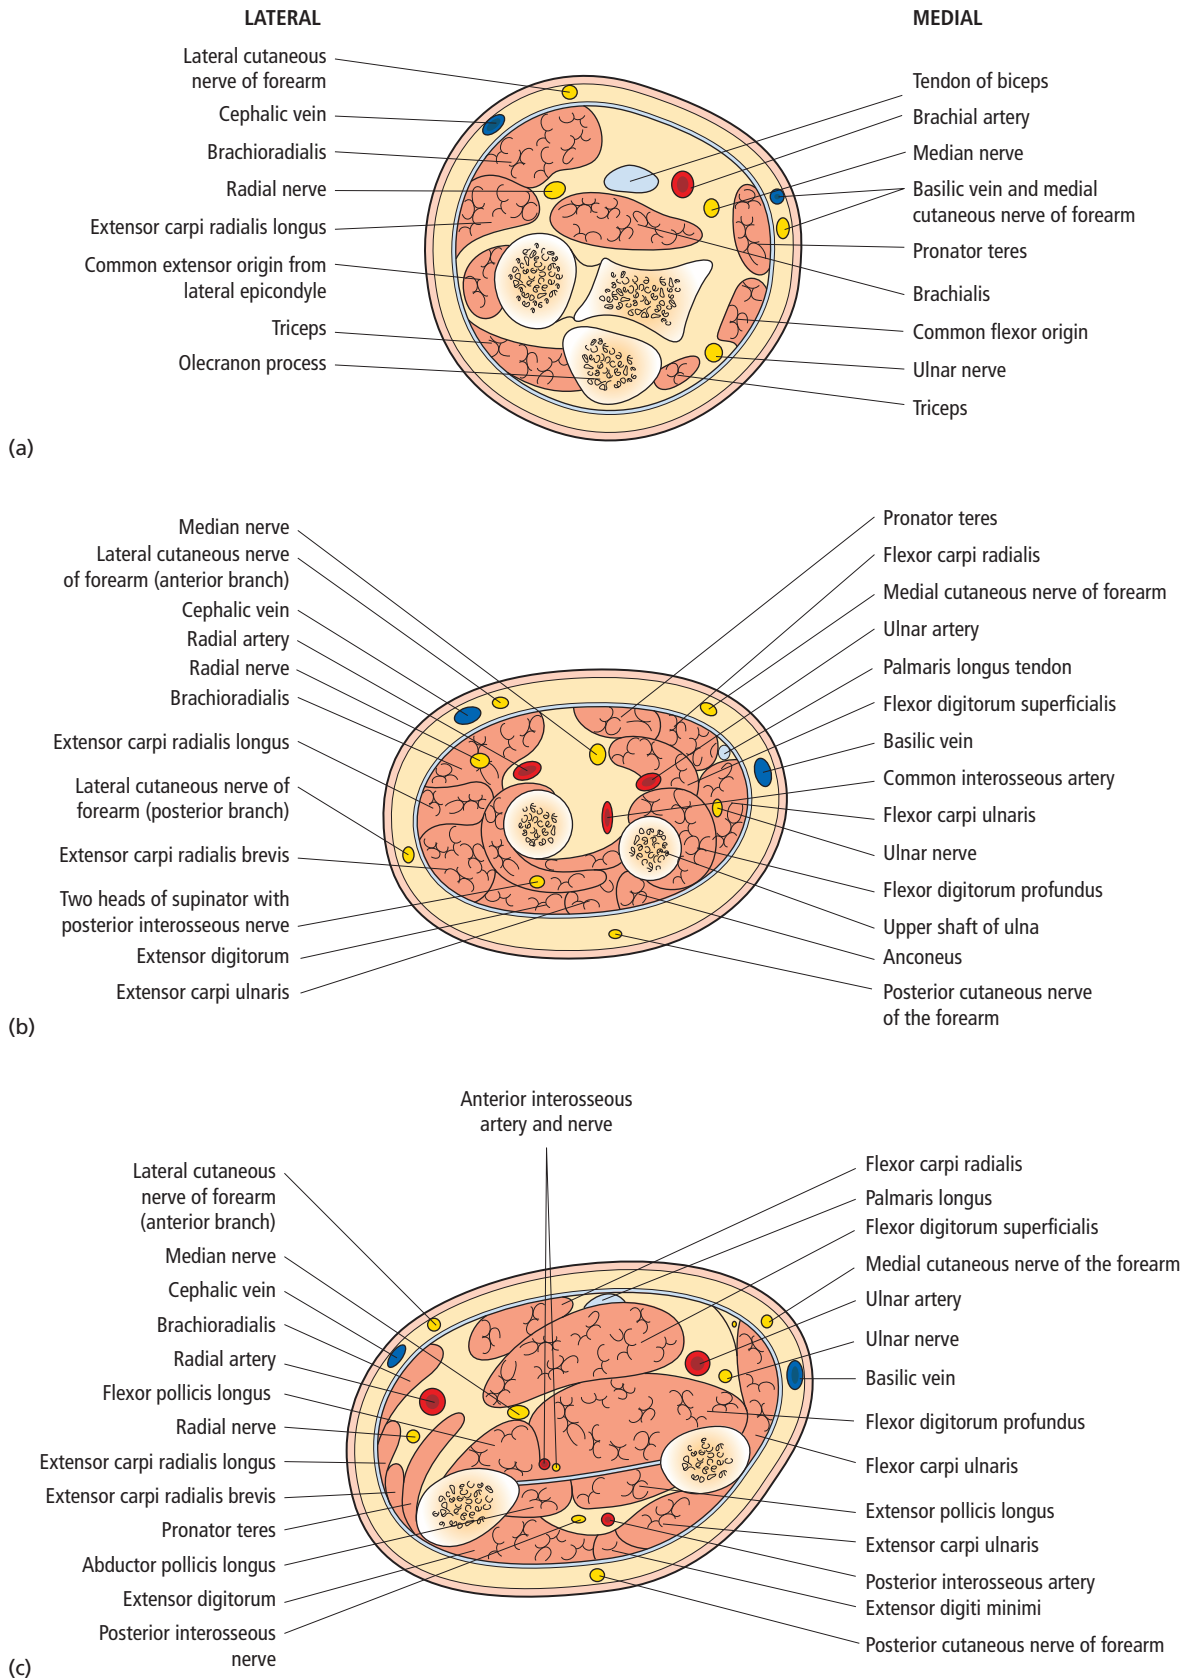 LATERAL
MEDIAL
Lateral cutaneous
nerve of forearm
Cephalic vein
Brachioradialis
Radial nerve
Extensor carpi radialis longus
Common extensor origin from
lateral epicondyle
Triceps
Olecranon process
Tendon of biceps
Brachial artery
Median nerve
Basilic vein and medial
cutaneous nerve of forearm
Pronator teres
Brachialis
Common flexor origin
Ulnar nerve
Triceps
(a)
Median nerve
Lateral cutaneous nerve
of forearm (anterior branch)
Cephalic vein
Radial artery
Radial nerve
Brachioradialis
Extensor carpi radialis longus
Lateral cutaneous nerve of
forearm (posterior branch)
Extensor carpi radialis brevis
Two heads of supinator with
posterior interosseous nerve
Extensor digitorum
Extensor carpi ulnaris
Pronator teres
Flexor carpi radialis
Medial cutaneous nerve of forearm
Ulnar artery
Palmaris longus tendon
Flexor digitorum superficialis
Basilic vein
Common interosseous artery
Flexor carpi ulnaris
Ulnar nerve
Flexor digitorum profundus
Upper shaft of ulna
Anconeus
Posterior cutaneous nerve
of the forearm
(b)
Anterior interosseous
artery and nerve
Lateral cutaneous
nerve of forearm
(anterior branch)
Median nerve
Cephalic vein
Brachioradialis
Radial artery
Flexor pollicis longus
Radial nerve
Extensor carpi radialis longus
Extensor carpi radialis brevis
Pronator teres
Abductor pollicis longus
Extensor digitorum
Posterior interosseous
nerve
Flexor carpi radialis
Palmaris longus
Flexor digitorum superficialis
Medial cutaneous nerve of the forearm
Ulnar artery
Ulnar nerve
Basilic vein
Flexor digitorum profundus
Flexor carpi ulnaris
Extensor pollicis longus
Extensor carpi ulnaris
Posterior interosseous artery
Extensor digiti minimi
Posterior cutaneous nerve of forearm
(c)